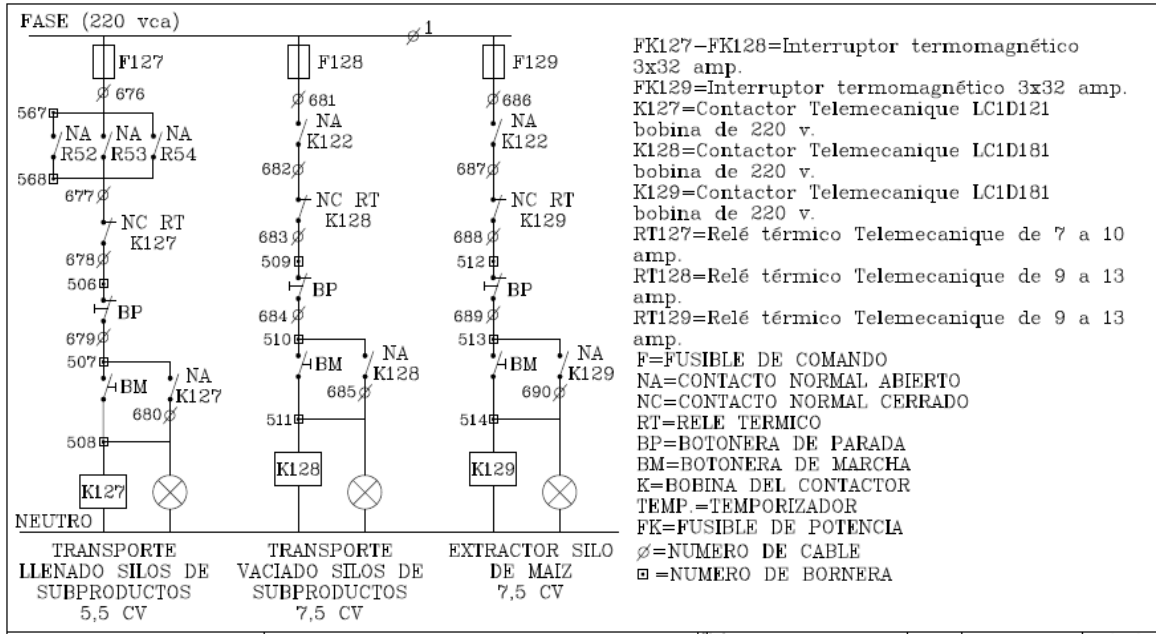 FASE (220 vca)
1
F127
F128
F129
676
681
686
567
NA
NA
NA
R52
R53
R54
NA
K122
NA
K122
568
677
682
687
NC RT
K127
NC RT
K128
NC RT
K129
678
683
688
506
509
512
BP
BP
BP
679
684
689
507
510
513
BM
NA
K127
BM
NA
K128
BM
NA
K129
680
685
690
508
511
514
K127
K128
K129
NEUTRO
TRANSPORTE
LLENADO SILOS DE
SUBPRODUCTOS
5,5 CV
TRANSPORTE
VACIADO SILOS DE
SUBPRODUCTOS
7,5 CV
EXTRACTOR SILO
DE MAIZ
7,5 CV
FK127-FK128=Interruptor termomagnético
3x32 amp.
FK129=Interruptor termomagnético 3x32 amp.
K127=Contactor Telemecanique LC1D121
bobina de 220 v.
K128=Contactor Telemecanique LC1D181
bobina de 220 v.
K129=Contactor Telemecanique LC1D181
bobina de 220 v.
RT127=Relé térmico Telemecanique de 7 a 10
amp.
RT128=Relé térmico Telemecanique de 9 a 13
amp.
RT129=Relé térmico Telemecanique de 9 a 13
amp.
F=FUSIBLE DE COMANDO
NA=CONTACTO NORMAL ABIERTO
NC=CONTACTO NORMAL CERRADO
RT=RELE TERMICO
BP=BOTONERA DE PARADA
BM=BOTONERA DE MARCHA
K=BOBINA DEL CONTACTOR
TEMP.=TEMPORIZADOR
FK=FUSIBLE DE POTENCIA
⌀=NUMERO DE CABLE
⊡=NUMERO DE BORNERA